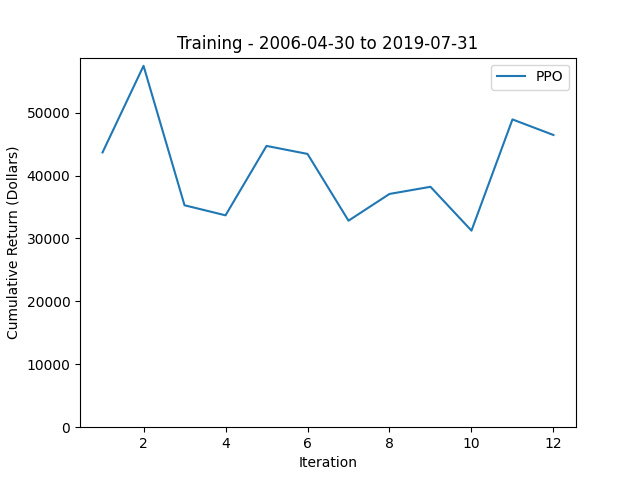 Training - 2006-04-30 to 2019-07-31
PPO
Cumulative Return (Dollars)
50000
40000
30000
20000
10000
0
2 4 6 8 10 12
Iteration